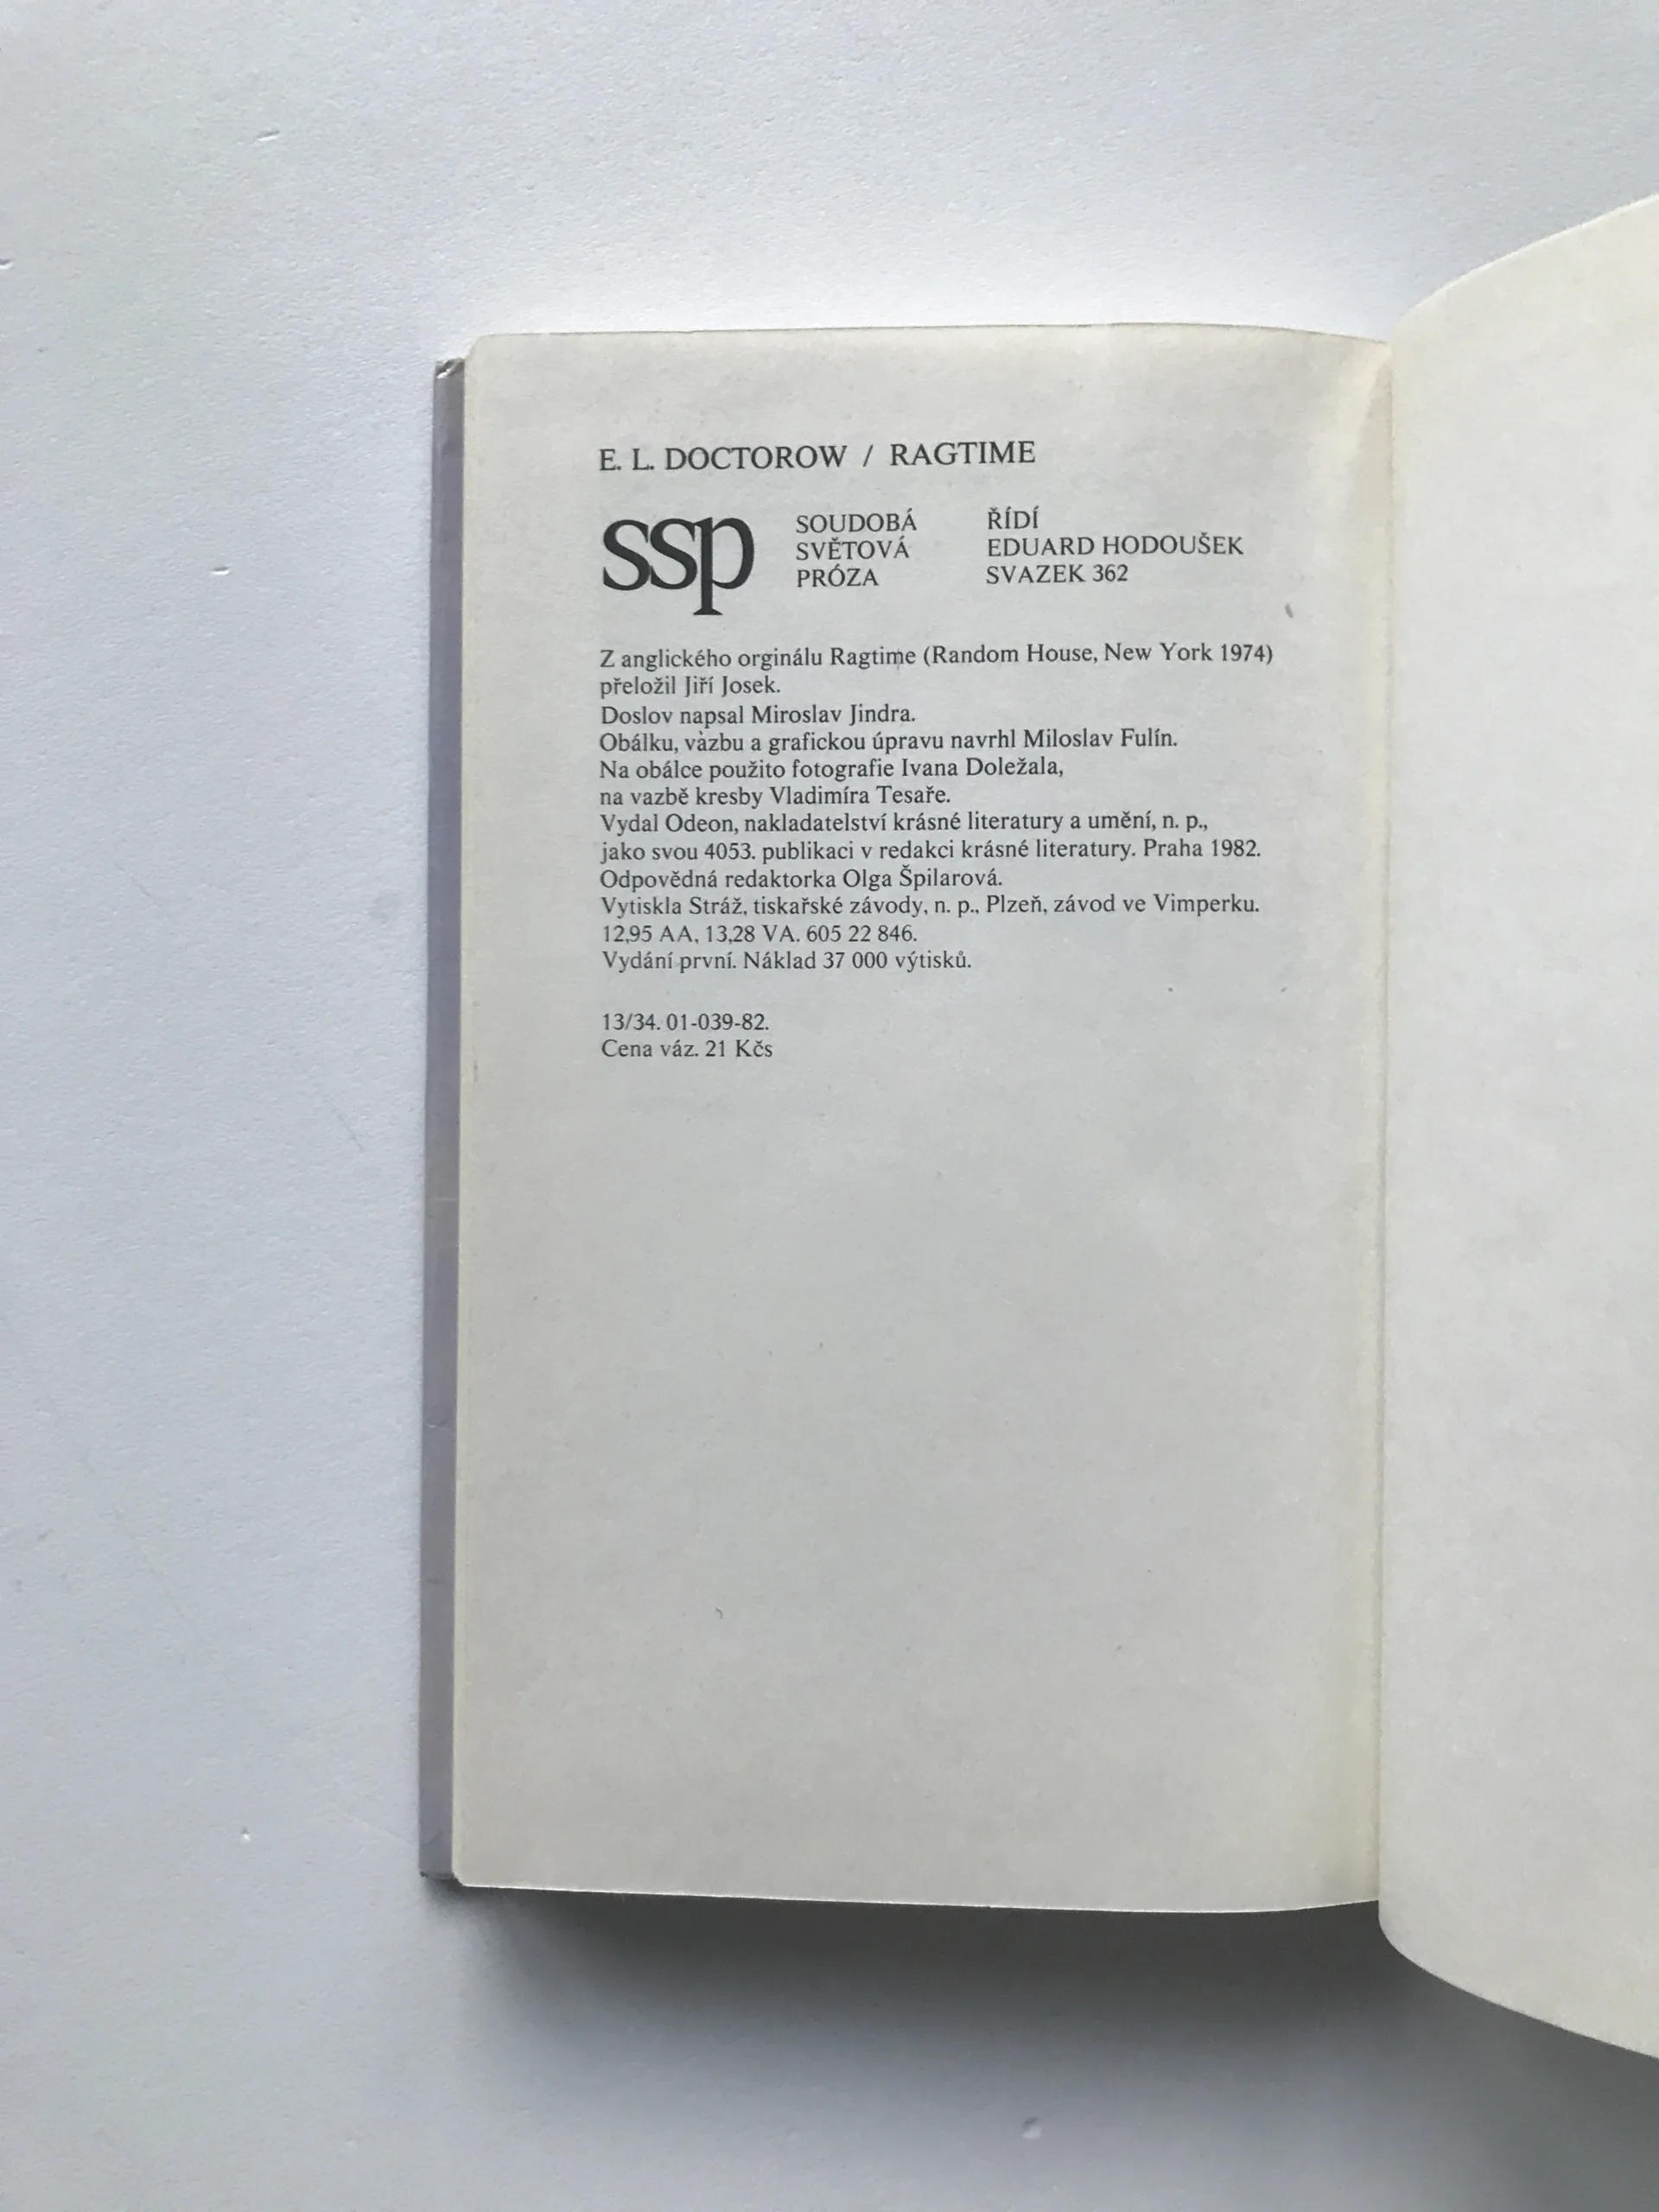 E. L. DOCTOROW / RAGTIME
ssp
SOUDOBÁ
SVĚTOVÁ
PRÓZA
ŘÍDÍ
EDUARD HODOUŠEK
SVAZEK 362
Z anglického orginálu Ragtime (Random House, New York 1974)
přeložil Jiří Josek.
Doslov napsal Miroslav Jindra.
Obálku, vazbu a grafickou úpravu navrhl Miloslav Fulín.
Na obálce použito fotografie Ivana Doležala,
na vazbě kresby Vladimíra Tesaře.
Vydal Odeon, nakladatelství krásné literatury a umění, n. p.,
jako svou 4053. publikaci v redakci krásné literatury. Praha 1982.
Odpovědná redaktorka Olga Špilarová.
Vytiskla Stráž, tiskařské závody, n. p., Plzeň, závod ve Vimperku.
12,95 AA, 13,28 VA. 605 22 846.
Vydání první. Náklad 37 000 výtisků.
13/34. 01-039-82.
Cena váz. 21 Kčs